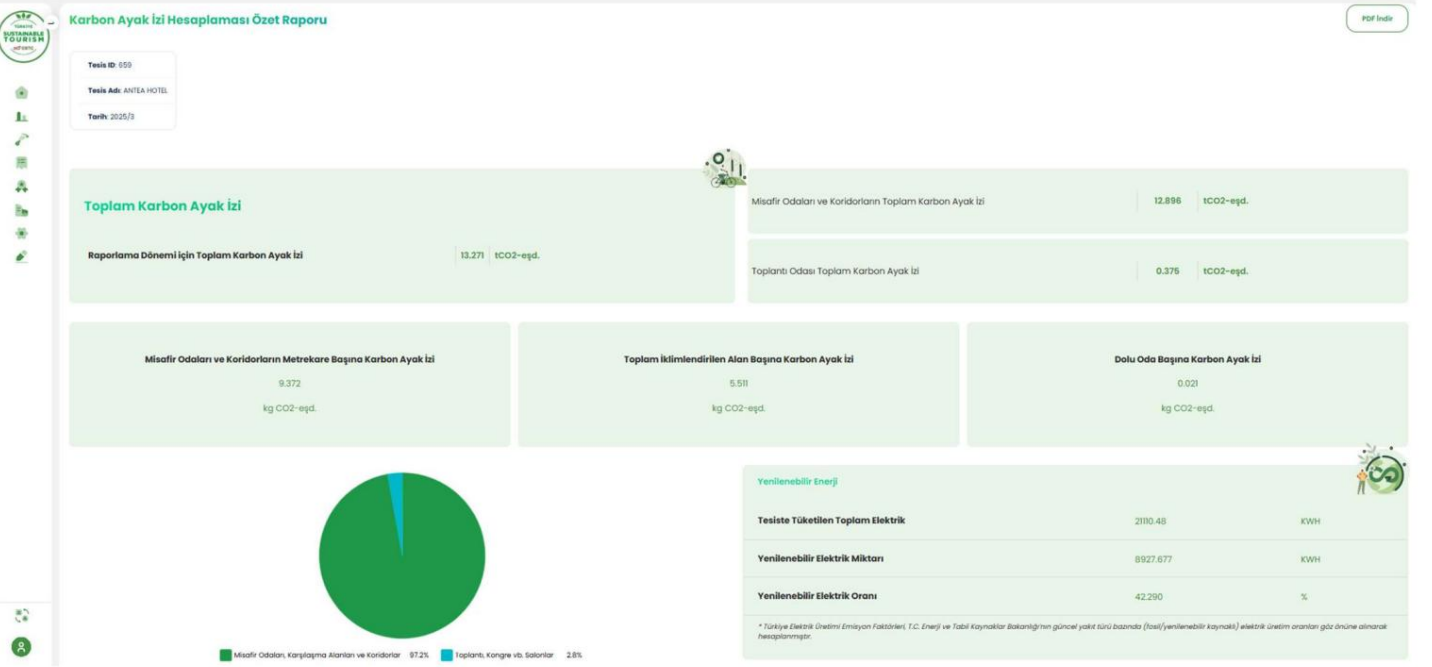 TÜRKİYE
SUSTAINABLE
TOURISM
Karbon Ayak İzi Hesaplaması Özet Raporu
PDF İndir
Tesis ID: 659
Tesis Adı: ANTEA HOTEL
Tarih: 2025/3
Toplam Karbon Ayak İzi
Raporlama Dönemi için Toplam Karbon Ayak İzi 13.271 tCO2-eşd.
Misafir Odaları ve Koridorların Toplam Karbon Ayak İzi 12.896 tCO2-eşd.
Toplantı Odası Toplam Karbon Ayak İzi 0.375 tCO2-eşd.
Misafir Odaları ve Koridorların Metrekare Başına Karbon Ayak İzi
9.372
kg CO2-eşd.
Toplam İklimlendirilen Alan Başına Karbon Ayak İzi
5.511
kg CO2-eşd.
Dolu Oda Başına Karbon Ayak İzi
0.021
kg CO2-eşd.
Misafir Odaları, Karşılaşma Alanları ve Koridorlar 97.2% Toplantı, Kongre vb. Salonlar 2.8%
Yenilenebilir Enerji
Tesiste Tüketilen Toplam Elektrik 21110.48 KWH
Yenilenebilir Elektrik Miktarı 8927.677 KWH
Yenilenebilir Elektrik Oranı 42.290 %
* Türkiye Elektrik Üretimi Emisyon Faktörleri, T.C. Enerji ve Tabii Kaynaklar Bakanlığı'nın güncel yakıt türü bazında (fosil/yenilenebilir kaynaklı) elektrik üretim oranları göz önüne alınarak
hesaplanmıştır.